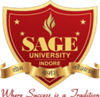 SAGE
UNIVERSITY
INDORE
Where Success is a Tradition